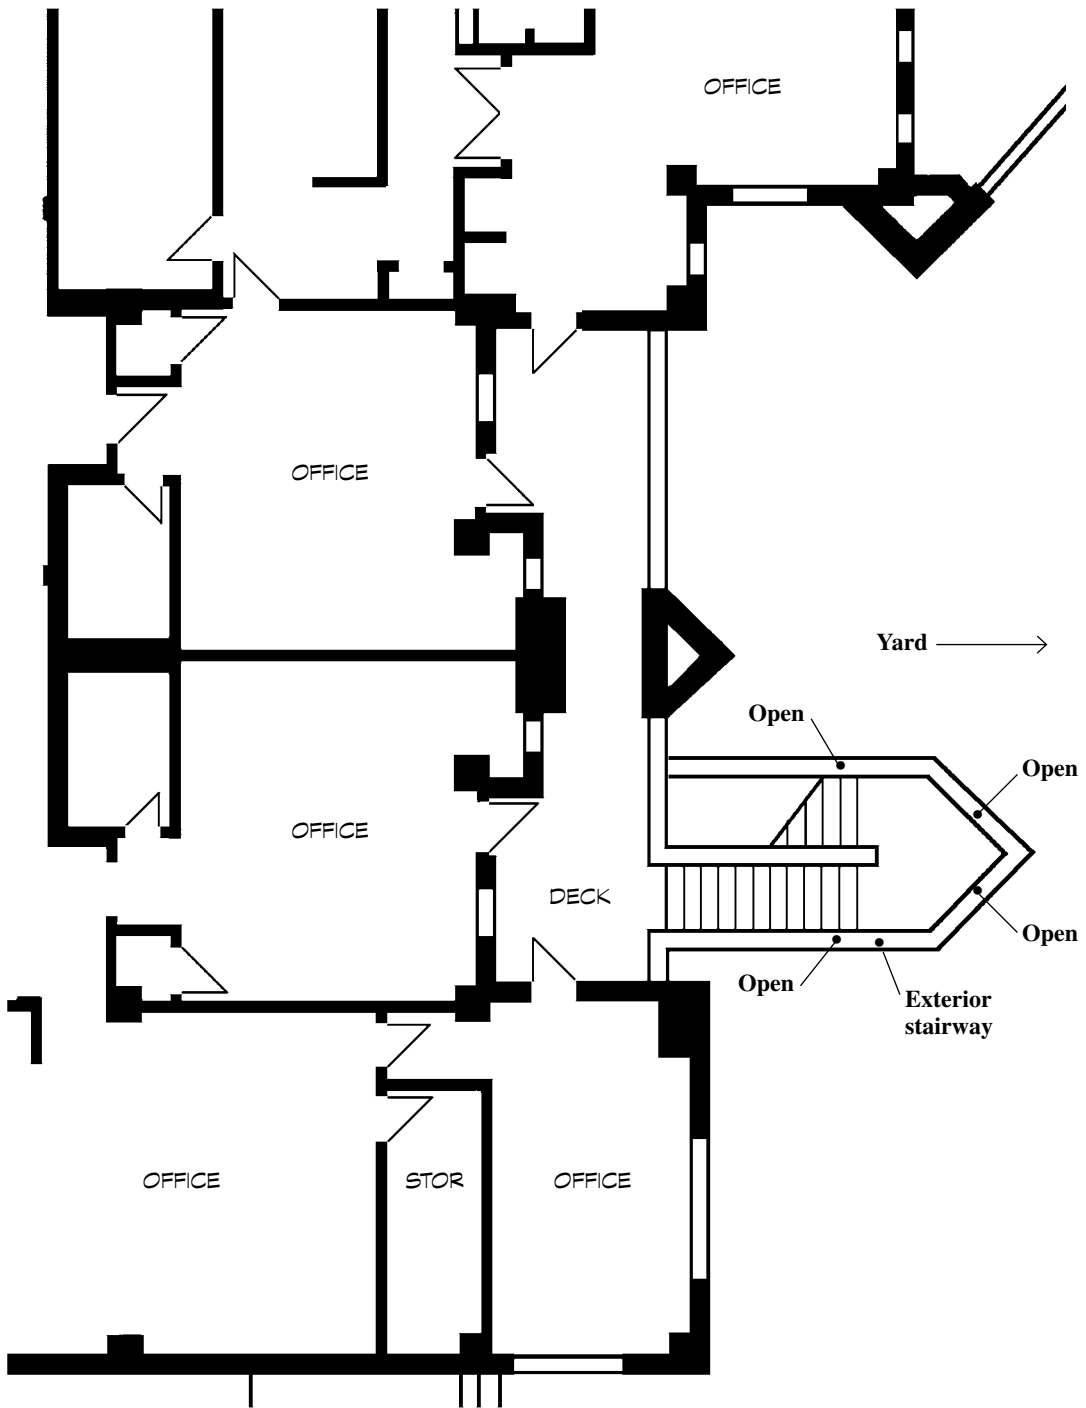 OFFICE
OFFICE
Yard
Open
Open
OFFICE
DECK
Open
Open
Exterior
stairway
OFFICE
STOR
OFFICE